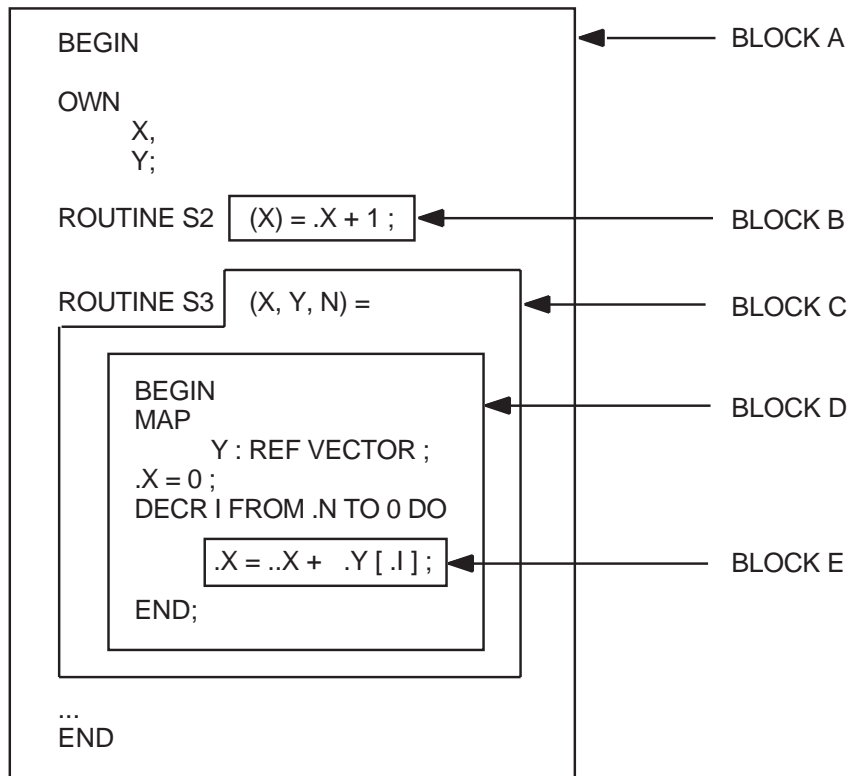 BEGIN BLOCK A
OWN
X,
Y;
ROUTINE S2 (X) = .X + 1 ; BLOCK B
ROUTINE S3 (X, Y, N) = BLOCK C
BEGIN
MAP BLOCK D
Y : REF VECTOR ;
.X = 0 ;
DECR I FROM .N TO 0 DO
.X = ..X + .Y [ .I ] ; BLOCK E
END;
...
END